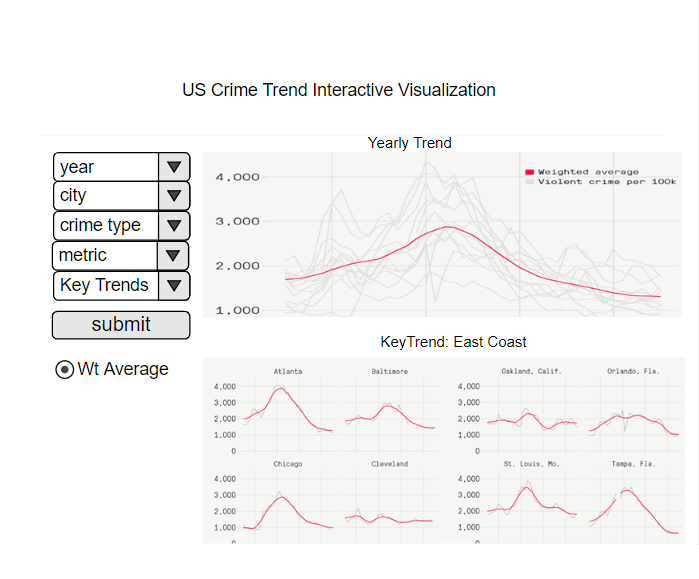 US Crime Trend Interactive Visualization
year
city
crime type
metric
Key Trends
submit
Wt Average
Yearly Trend
Weighted average
Violent crime per 100k
4,000
3,000
2,000
1,000
KeyTrend: East Coast
Atlanta Baltimore Oakland, Calif. Orlando, Fla.
4,000 4,000
3,000 3,000
2,000 2,000
1,000 1,000
0 0
Chicago Cleveland St. Louis, Mo. Tampa, Fla.
4,000 4,000
3,000 3,000
2,000 2,000
1,000 1,000